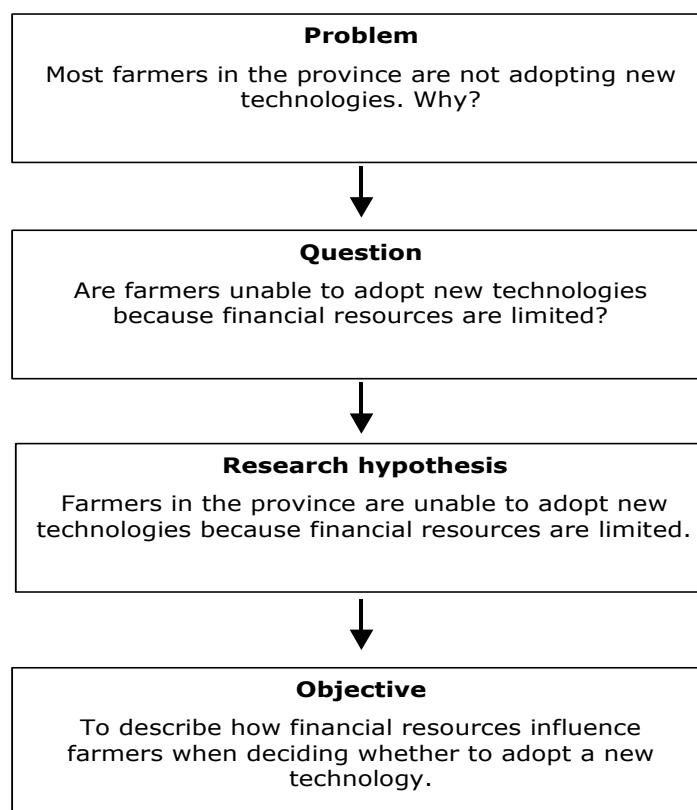 Problem
Most farmers in the province are not adopting new
technologies. Why?
Question
Are farmers unable to adopt new technologies
because financial resources are limited?
Research hypothesis
Farmers in the province are unable to adopt new
technologies because financial resources are limited.
Objective
To describe how financial resources influence
farmers when deciding whether to adopt a new
technology.